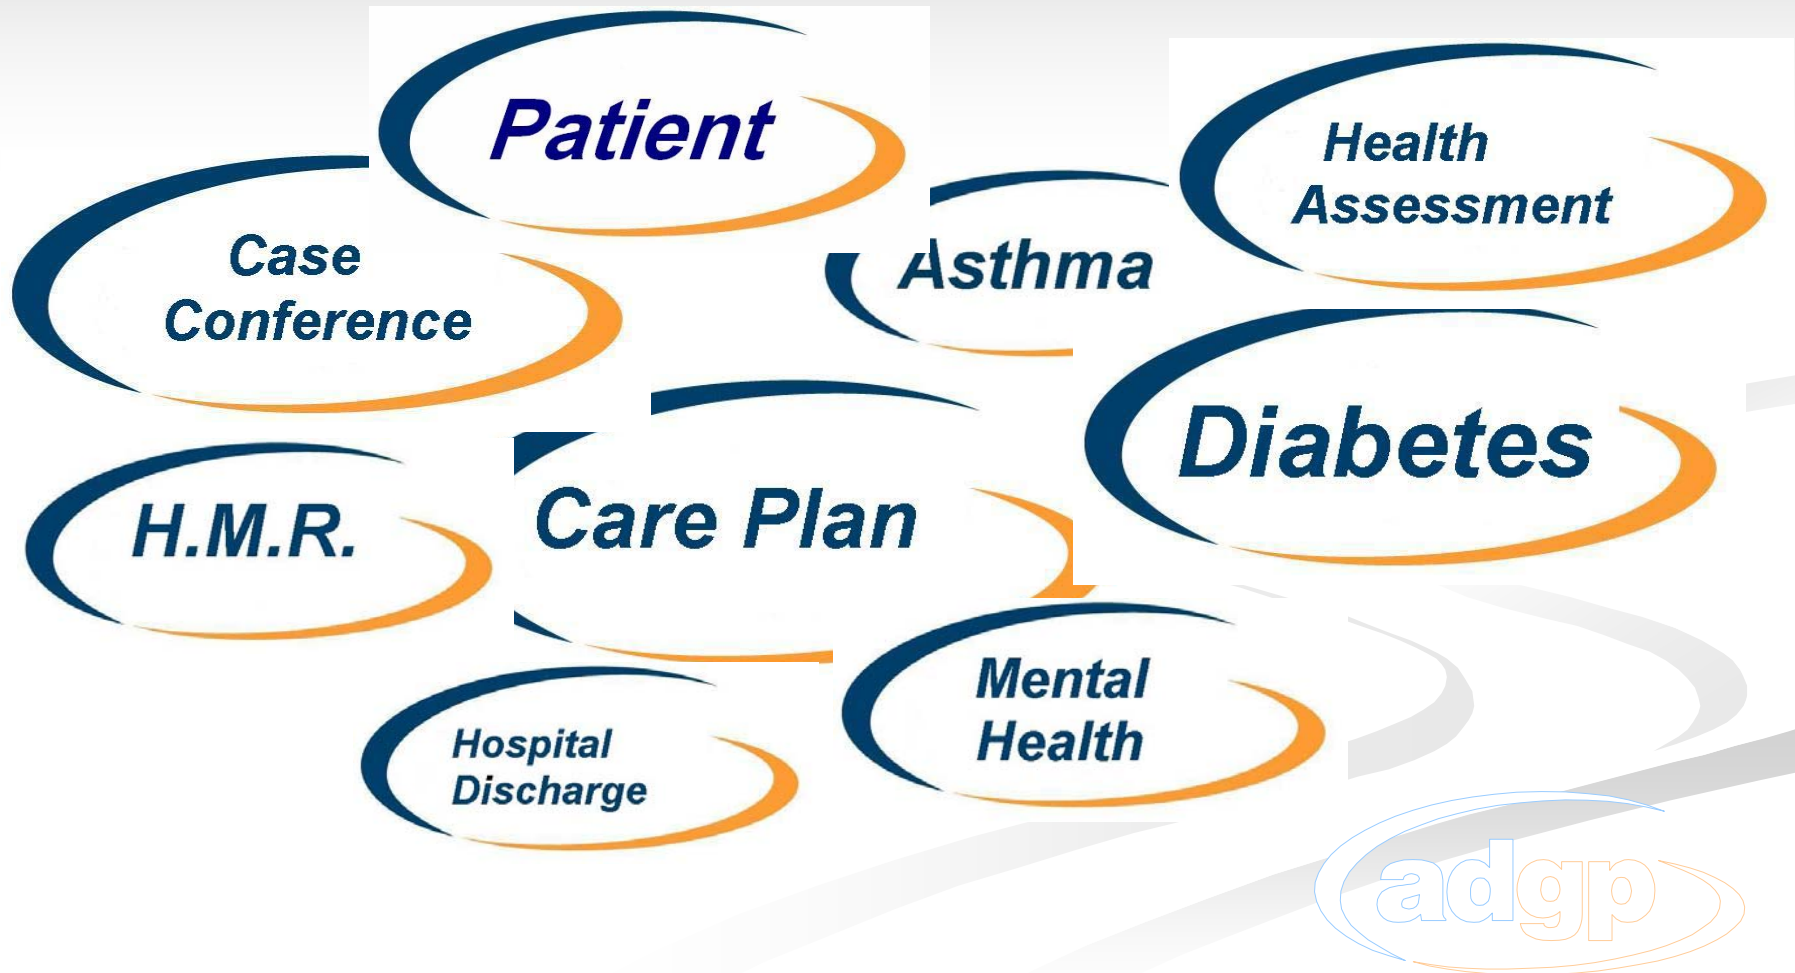 Patient
Health
Assessment
Case
Conference
Asthma
Diabetes
H.M.R.
Care Plan
Mental
Health
Hospital
Discharge
adgp